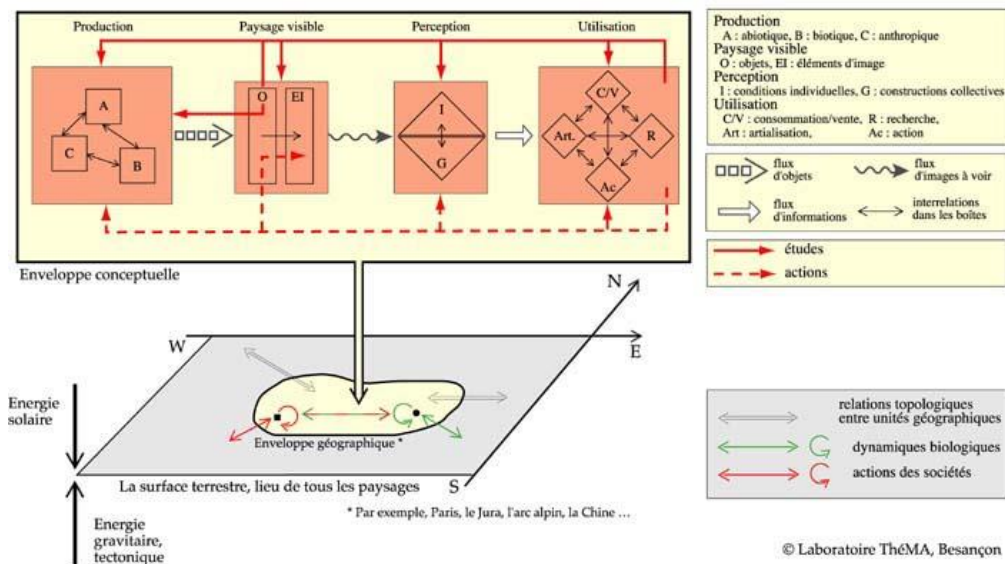 Production
Paysage visible
Perception
Utilisation
A
C
B
O
EI
I
G
C/V
Art.
R
Ac
Enveloppe conceptuelle
Production
A : abiotique, B : biotique, C : anthropique
Paysage visible
O : objets, EI : éléments d'image
Perception
I : conditions individuelles, G : constructions collectives
Utilisation
C/V : consommation/vente, R : recherche,
Art : artialisation, Ac : action
flux
d'objets
flux
d'images à voir
flux
d'informations
interrelations
dans les boîtes
études
actions
N
W
E
S
Energie
solaire
Enveloppe géographique *
La surface terrestre, lieu de tous les paysages
* Par exemple, Paris, le Jura, l'arc alpin, la Chine ...
Energie
gravitaire,
tectonique
relations topologiques
entre unités géographiques
dynamiques biologiques
actions des sociétés
© Laboratoire ThéMA, Besançon